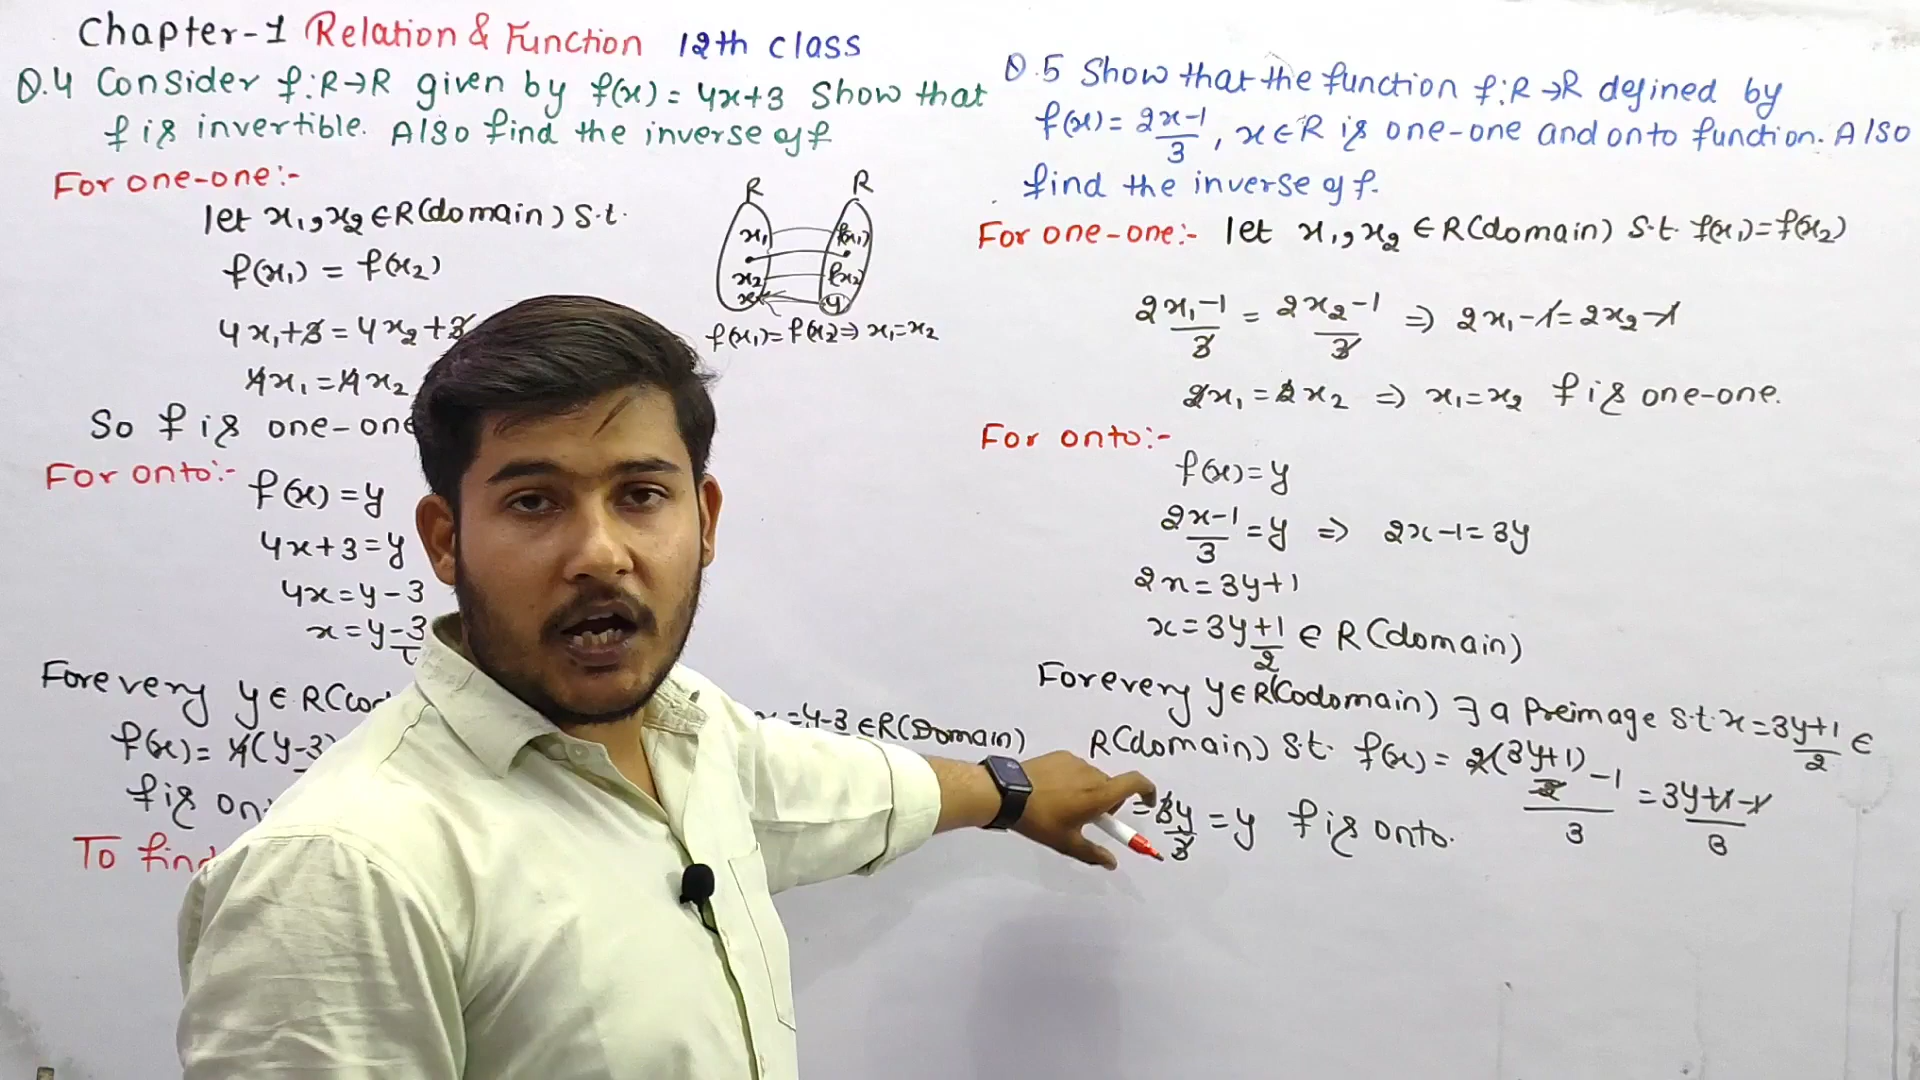 Chapter-1 Relation & Function 12th class
Q.4 Consider f:R→R given by f(x) = 4x+3 Show that
f is invertible. Also find the inverse of f
For one-one:-
let x₁, x₂ ∈ R(domain) s.t.
f(x₁) = f(x₂)
4x₁+3 = 4x₂+3
4x₁ = 4x₂
So f is one-one
R R
x₁ f(x₁)
x₂ f(x₂)
x y
f(x₁) = f(x₂) ⇒ x₁=x₂
For onto:-
f(x) = y
4x+3 = y
4x = y-3
x = y-3
For every y ∈ R(co
x = y-3 ∈ R(Domain)
f(x) = 4(y-3)
f is on
To find
Q.5 Show that the function f:R→R defined by
f(x) = 2x-1/3, x∈R is one-one and onto function. Also
find the inverse of f.
For one-one:- let x₁, x₂ ∈ R(domain) s.t. f(x₁)=f(x₂)
2x₁-1/3 = 2x₂-1/3 ⇒ 2x₁-1=2x₂-1
2x₁ = 2x₂ ⇒ x₁=x₂ f is one-one.
For onto:-
f(x)=y
2x-1/3 = y ⇒ 2x-1=3y
2x=3y+1
x = 3y+1/2 ∈ R(domain)
For every y∈R(Codomain) ∃ a Preimage s.t. x = 3y+1/2 ∈
R(domain) s.t. f(x) = 2(3y+1)/2 -1/3 = 3y+1-1/3
= 3y/3 = y f is onto.